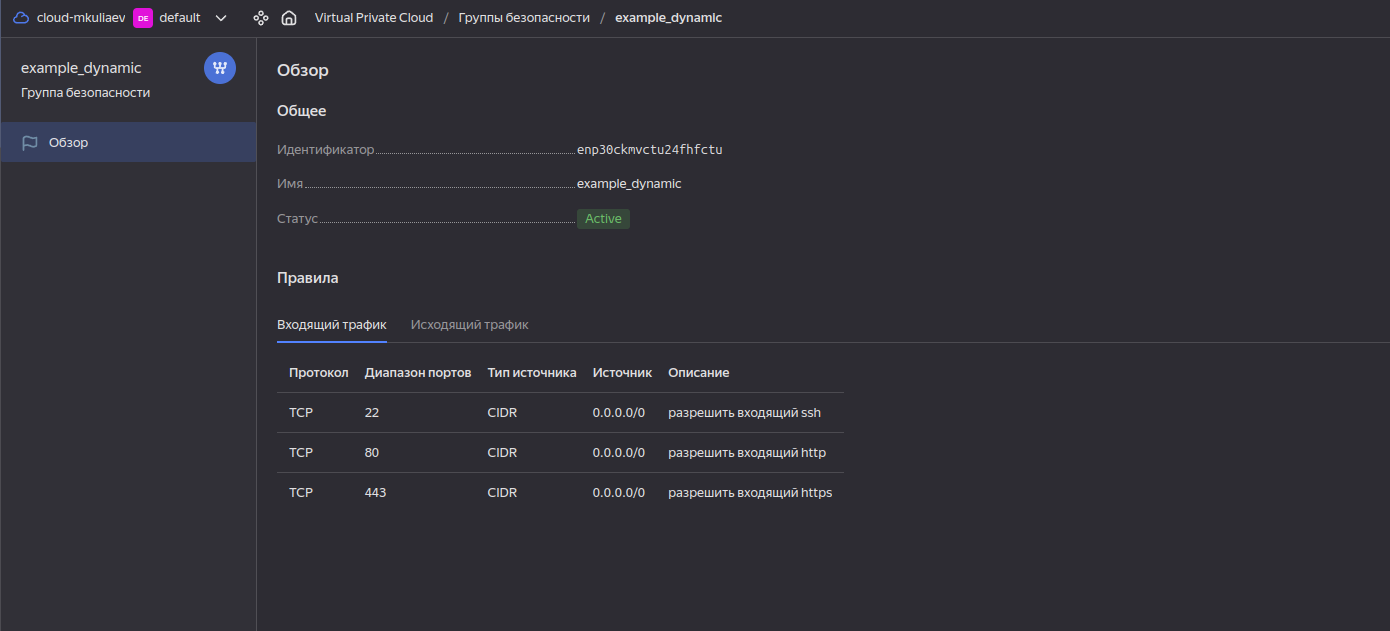 cloud-mkuliaev DE default Virtual Private Cloud / Группы безопасности / example_dynamic
example_dynamic
Группа безопасности
Обзор
Обзор
Общее
Идентификатор enp30ckmvctu24fhfctu
Имя example_dynamic
Статус Active
Правила
Входящий трафик Исходящий трафик
Протокол Диапазон портов Тип источника Источник Описание
TCP 22 CIDR 0.0.0.0/0 разрешить входящий ssh
TCP 80 CIDR 0.0.0.0/0 разрешить входящий http
TCP 443 CIDR 0.0.0.0/0 разрешить входящий https